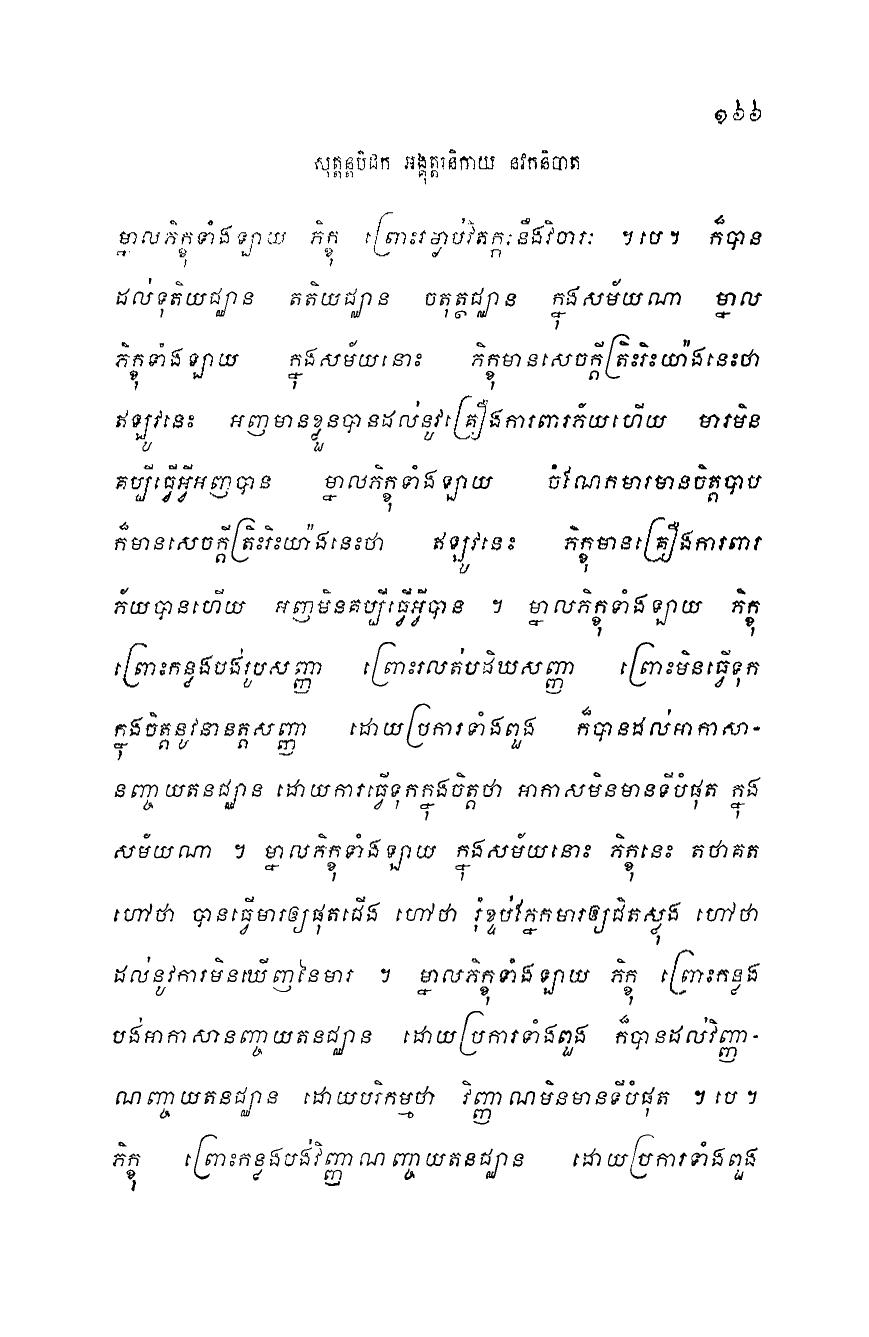 ១៦៦
សុត្តន្តបិដក អង្គុត្តរនិកាយ នវកនិបាត
ម្នាលភិក្ខុទាំងឡាយ ភិក្ខុ ព្រោះរម្ងាប់វិតក្កៈនឹងវិចារៈ ។បេ។ ក៏បាន
ដល់ទុតិយជ្ឈាន តតិយជ្ឈាន ចតុត្ថជ្ឈាន ក្នុងសម័យណា ម្នាល
ភិក្ខុទាំងឡាយ ក្នុងសម័យនោះ ភិក្ខុមានសេចក្តីត្រិះរិះយ៉ាងនេះថា
ឥឡូវនេះ អញមានខ្លួនបានដល់នូវគ្រឿងការពារភ័យហើយ មារមិន
គប្បីធ្វើអ្វីអញបាន ម្នាលភិក្ខុទាំងឡាយ ចំណែកមារមានចិត្តបាប
ក៏មានសេចក្តីត្រិះរិះយ៉ាងនេះថា ឥឡូវនេះ ភិក្ខុមានគ្រឿងការពារ
ភ័យបានហើយ អញមិនគប្បីធ្វើអ្វីបាន ។ ម្នាលភិក្ខុទាំងឡាយ ភិក្ខុ
ព្រោះកន្លងបង់រូបសញ្ញា ព្រោះរលត់បដិឃសញ្ញា ព្រោះមិនធ្វើទុក
ក្នុងចិត្តនូវនានត្តសញ្ញា ដោយប្រការទាំងពួង ក៏បានដល់អាកាសា-
នញ្ចាយតនជ្ឈាន ដោយការធ្វើទុកក្នុងចិត្តថា អាកាសមិនមានទីបំផុត ក្នុង
សម័យណា ។ ម្នាលភិក្ខុទាំងឡាយ ក្នុងសម័យនោះ ភិក្ខុនេះ តថាគត
ហៅថា បានធ្វើមារឲ្យផុតជើង ហៅថា រុំខ្ទប់ភ្នែកមារឲ្យជិតស្លុង ហៅថា
ដល់នូវការមិនឃើញនៃមារ ។ ម្នាលភិក្ខុទាំងឡាយ ភិក្ខុ ព្រោះកន្លង
បង់អាកាសានញ្ចាយតនជ្ឈាន ដោយប្រការទាំងពួង ក៏បានដល់វិញ្ញា-
ណញ្ចាយតនជ្ឈាន ដោយបរិកម្មថា វិញ្ញាណមិនមានទីបំផុត ។បេ។
ភិក្ខុ ព្រោះកន្លងបង់វិញ្ញាណញ្ចាយតនជ្ឈាន ដោយប្រការទាំងពួង